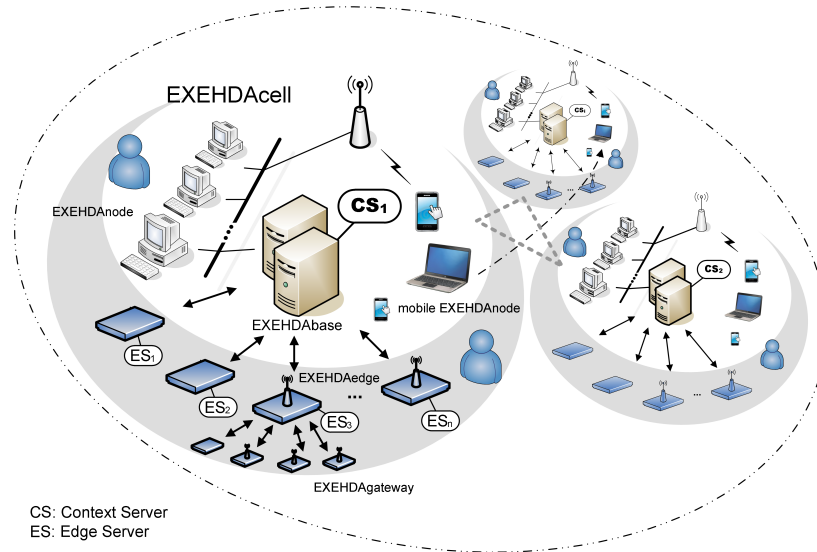 EXEHDAcell
EXEHDAnode
CS₁
mobile EXEHDAnode
EXEHDAbase
ES₁
ES₂
EXEHDAedge
...
ES₃
ESₙ
EXEHDAgateway
...
CS₂
...
CS: Context Server
ES: Edge Server